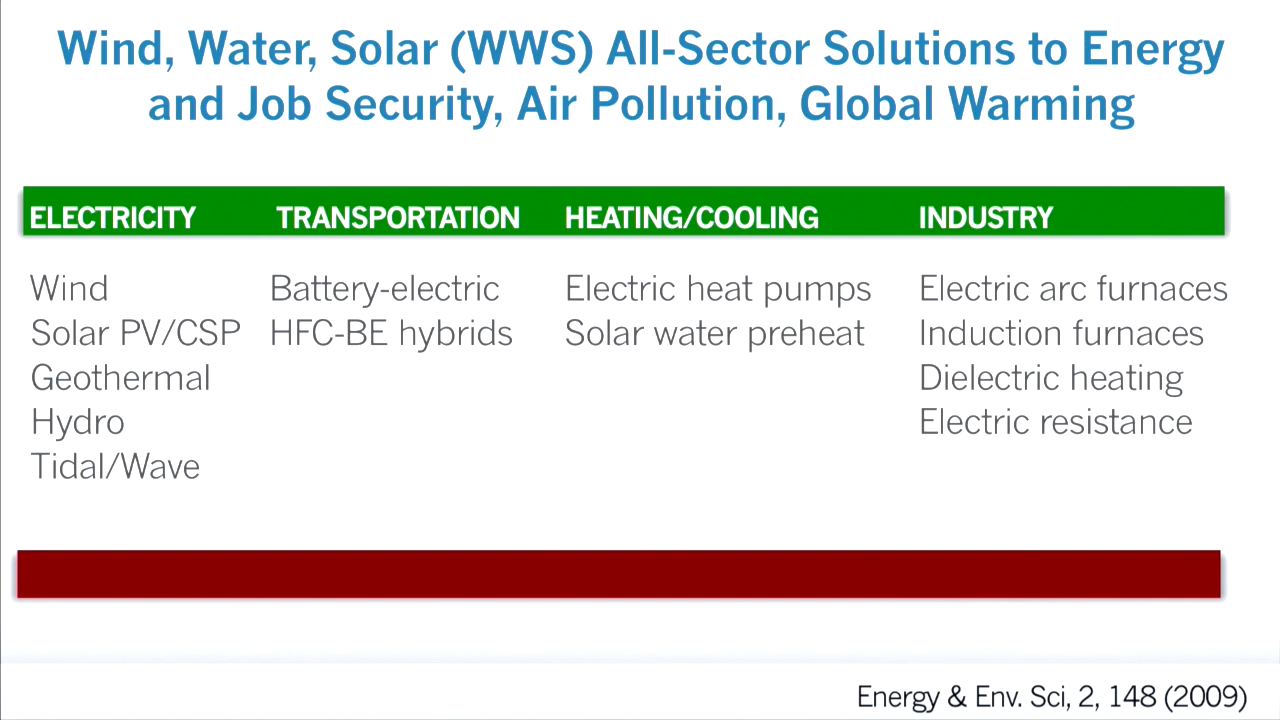 Wind, Water, Solar (WWS) All-Sector Solutions to Energy
and Job Security, Air Pollution, Global Warming
ELECTRICITY TRANSPORTATION HEATING/COOLING INDUSTRY
Wind Battery-electric Electric heat pumps Electric arc furnaces
Solar PV/CSP HFC-BE hybrids Solar water preheat Induction furnaces
Geothermal Dielectric heating
Hydro Electric resistance
Tidal/Wave
Energy & Env. Sci, 2, 148 (2009)